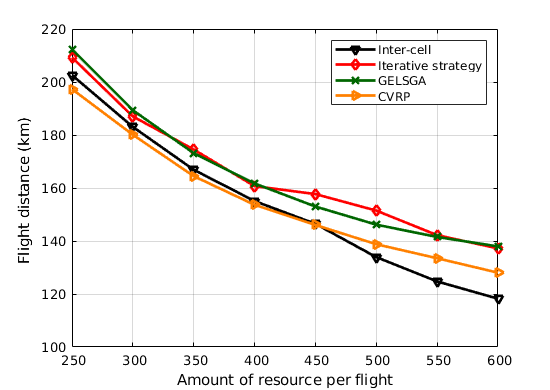 220
200
180
160
140
120
100
Flight distance (km)
Inter-cell
Iterative strategy
GELSGA
CVRP
250 300 350 400 450 500 550 600
Amount of resource per flight